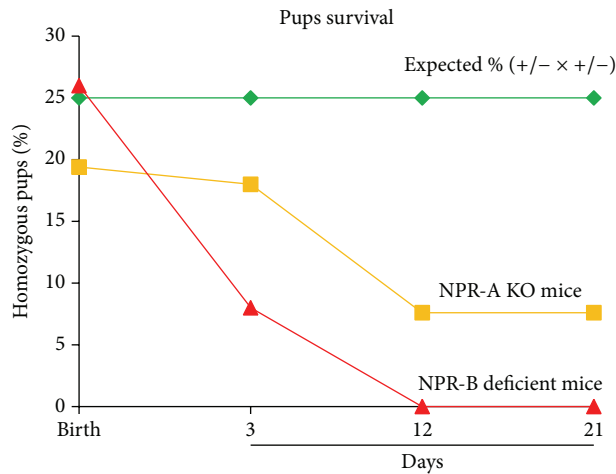 Pups survival
Homozygous pups (%)
30
25
20
15
10
5
0
Expected % (+/− × +/−)
NPR-A KO mice
NPR-B deficient mice
Birth
3
12
21
Days